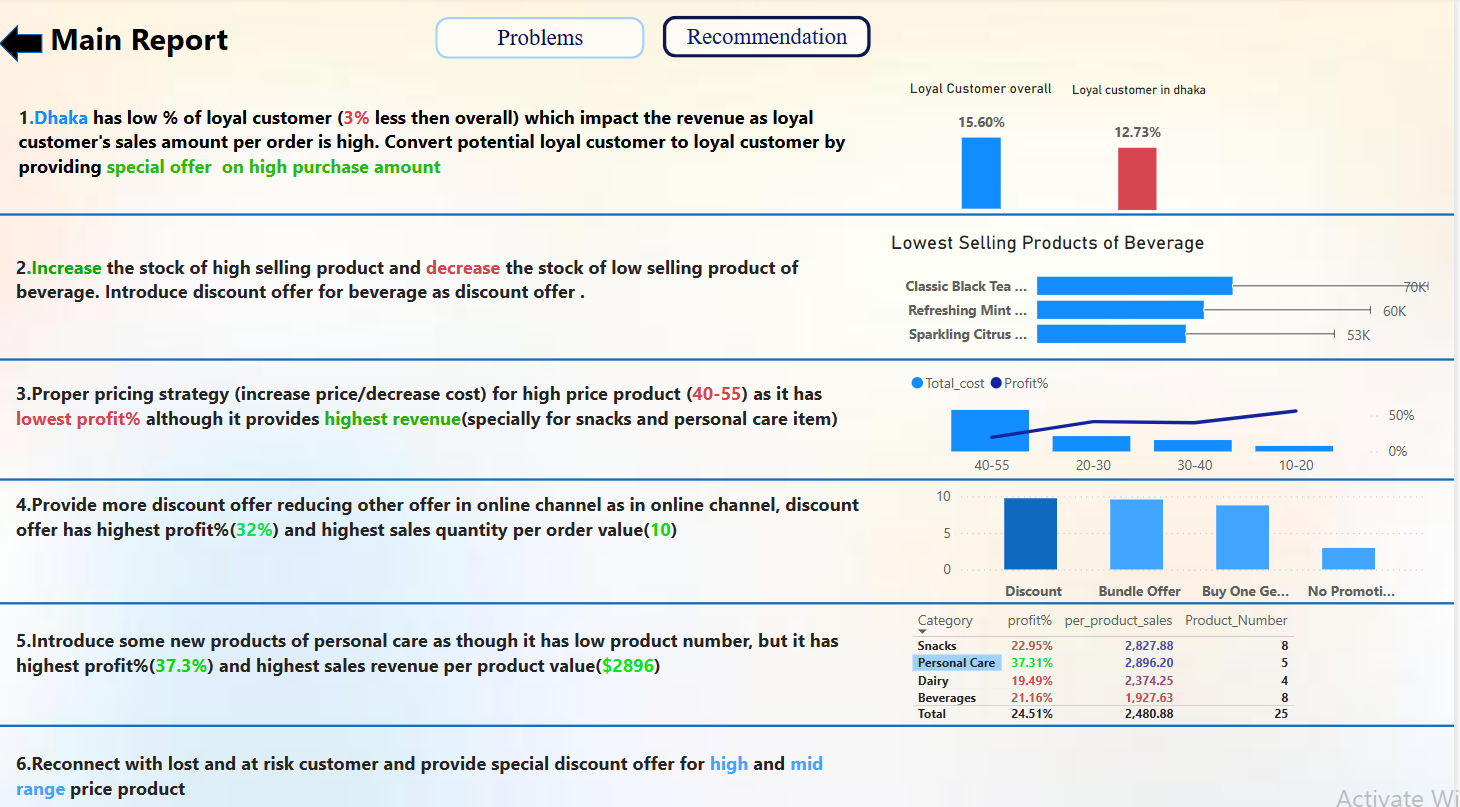 Main Report
Problems
Recommendation
1.Dhaka has low % of loyal customer (3% less then overall) which impact the revenue as loyal
customer's sales amount per order is high. Convert potential loyal customer to loyal customer by
providing special offer on high purchase amount
Loyal Customer overall
Loyal customer in dhaka
15.60%
12.73%
2.Increase the stock of high selling product and decrease the stock of low selling product of
beverage. Introduce discount offer for beverage as discount offer .
Lowest Selling Products of Beverage
Classic Black Tea ... 70K
Refreshing Mint ... 60K
Sparkling Citrus ... 53K
3.Proper pricing strategy (increase price/decrease cost) for high price product (40-55) as it has
lowest profit% although it provides highest revenue(specially for snacks and personal care item)
Total_cost Profit%
50%
0%
40-55 20-30 30-40 10-20
4.Provide more discount offer reducing other offer in online channel as in online channel, discount
offer has highest profit%(32%) and highest sales quantity per order value(10)
10
5
0
Discount Bundle Offer Buy One Ge... No Promoti...
5.Introduce some new products of personal care as though it has low product number, but it has
highest profit%(37.3%) and highest sales revenue per product value($2896)
Category profit% per_product_sales Product_Number
Snacks 22.95% 2,827.88 8
Personal Care 37.31% 2,896.20 5
Dairy 19.49% 2,374.25 4
Beverages 21.16% 1,927.63 8
Total 24.51% 2,480.88 25
6.Reconnect with lost and at risk customer and provide special discount offer for high and mid
range price product
Activate Wi